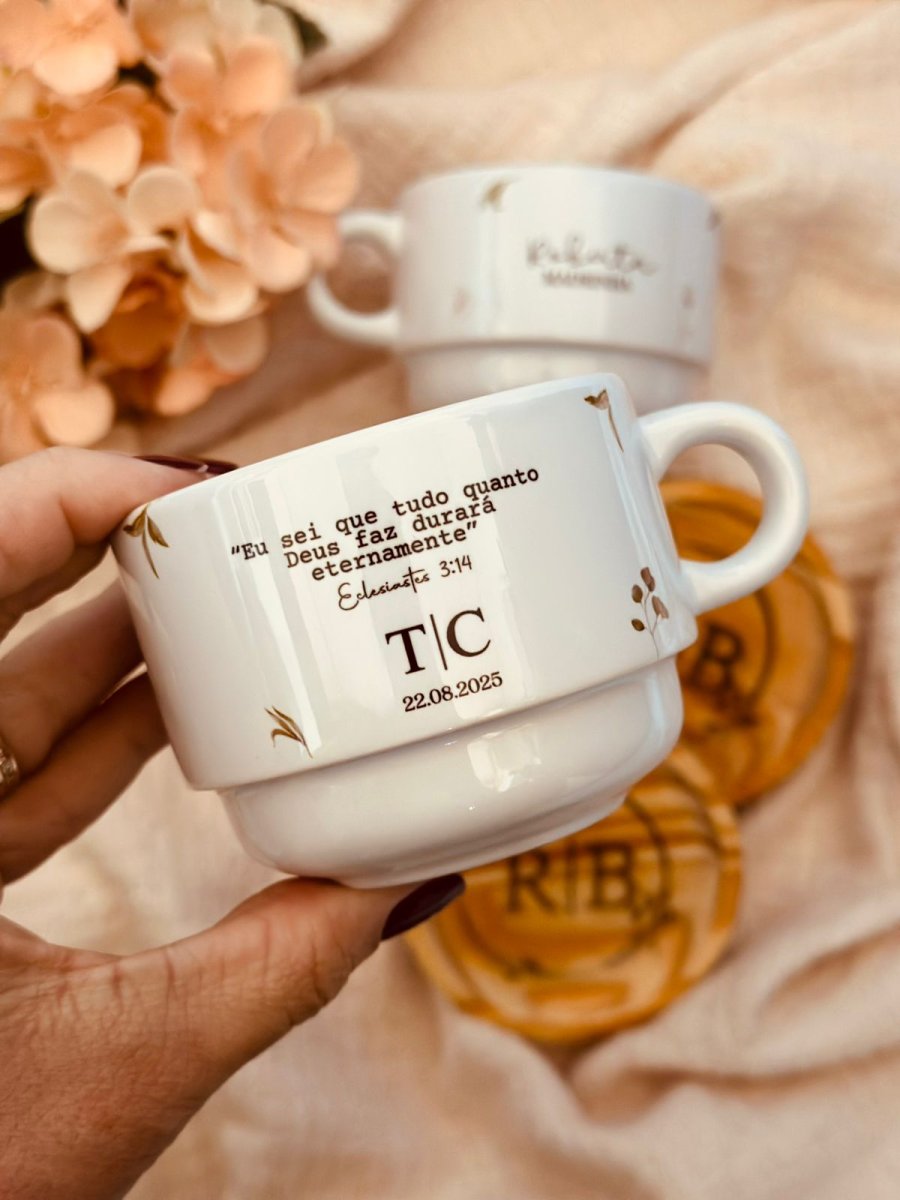 “Eu sei que tudo quanto
Deus faz durará
eternamente”
Eclesiastes 3:14
T|C
22.08.2025
B
R|B